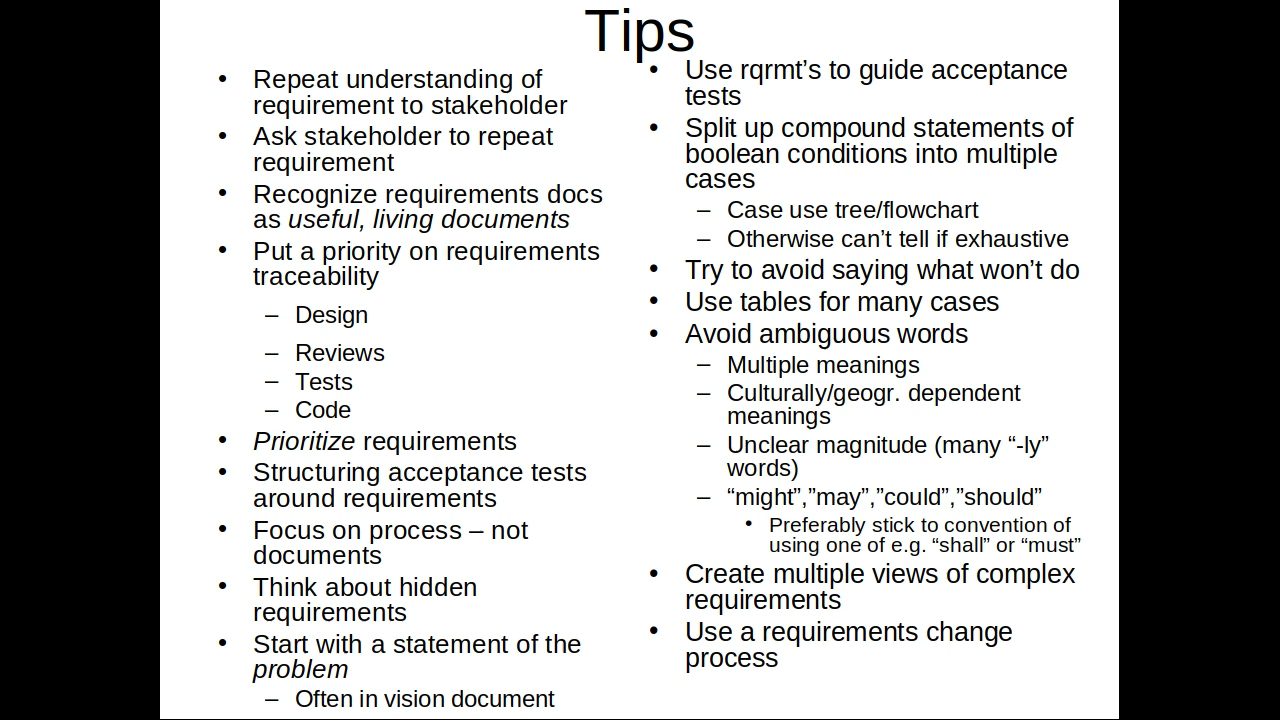 Tips
• Repeat understanding of
requirement to stakeholder
• Ask stakeholder to repeat
requirement
• Recognize requirements docs
as useful, living documents
• Put a priority on requirements
traceability
– Design
– Reviews
– Tests
– Code
• Prioritize requirements
• Structuring acceptance tests
around requirements
• Focus on process – not
documents
• Think about hidden
requirements
• Start with a statement of the
problem
– Often in vision document
• Use rqrmt’s to guide acceptance
tests
• Split up compound statements of
boolean conditions into multiple
cases
– Case use tree/flowchart
– Otherwise can’t tell if exhaustive
• Try to avoid saying what won’t do
• Use tables for many cases
• Avoid ambiguous words
– Multiple meanings
– Culturally/geogr. dependent
meanings
– Unclear magnitude (many “-ly”
words)
– “might”,”may”,”could”,”should”
• Preferably stick to convention of
using one of e.g. “shall” or “must”
• Create multiple views of complex
requirements
• Use a requirements change
process